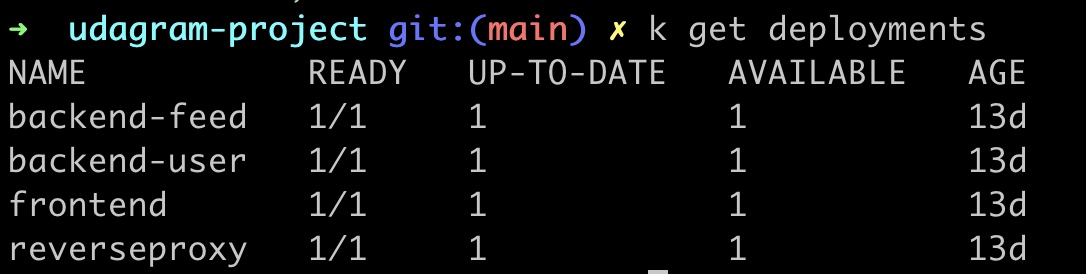 ➜  udagram-project git:(main) ✗ k get deployments
NAME           READY   UP-TO-DATE   AVAILABLE   AGE
backend-feed   1/1     1            1           13d
backend-user   1/1     1            1           13d
frontend       1/1     1            1           13d
reverseproxy   1/1     1            1           13d